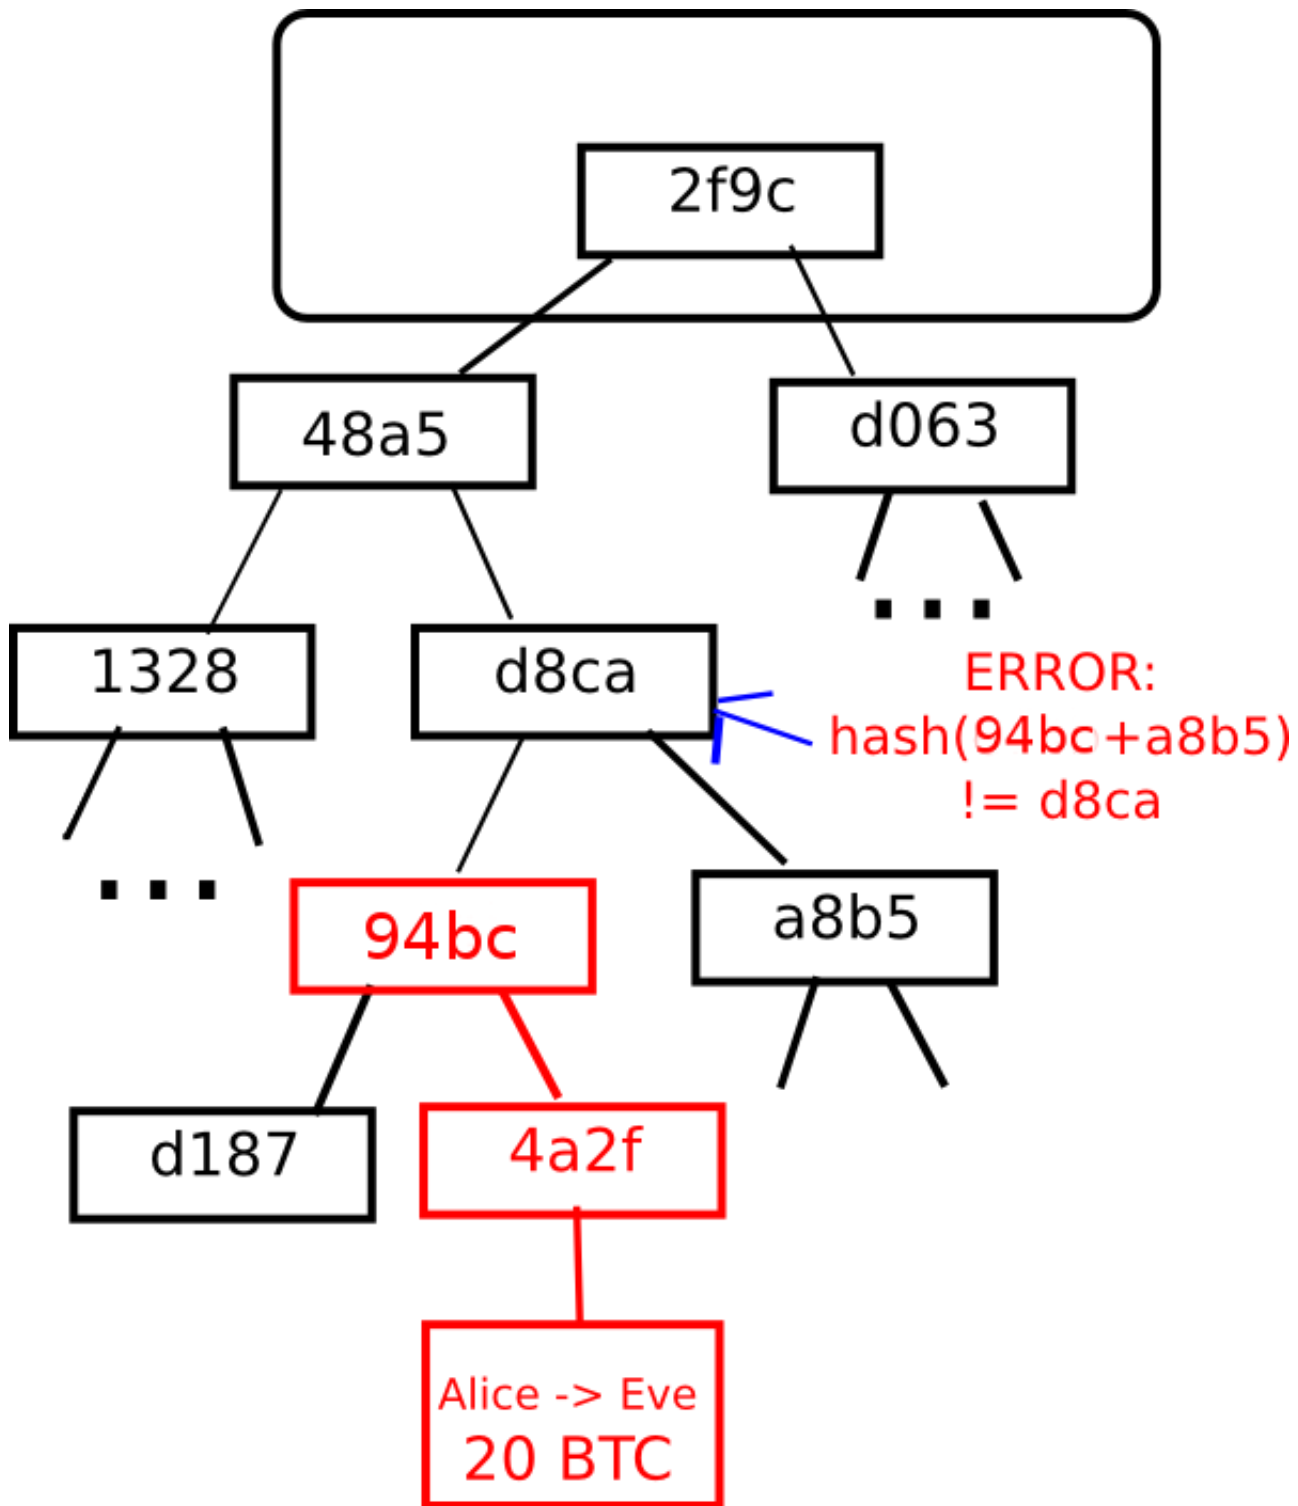 2f9c
48a5
d063
. . .
1328
d8ca
ERROR:
hash(94bc+a8b5)
!= d8ca
. . .
94bc
a8b5
d187
4a2f
Alice -> Eve
20 BTC